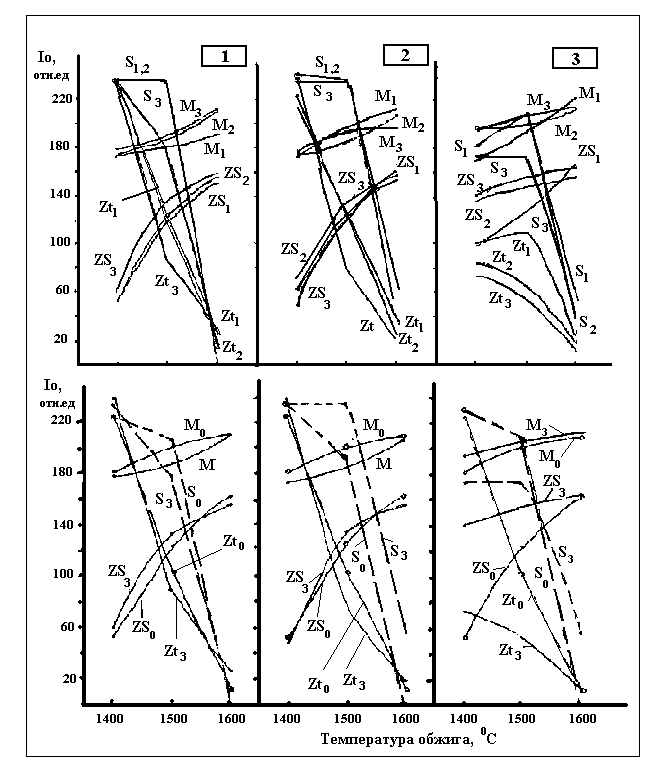 Io,
отн.ед
220
180
140
100
60
20
1
S1,2
S3
M3
M2
M1
Zt1
ZS2
ZS1
ZS3
Zt3
Zt1
Zt2
2
S1,2
S3
M1
M2
M3
ZS1
ZS3
ZS2
ZS3
Zt
Zt1
Zt2
3
M1
M3
M2
S1
S3
ZS1
ZS3
ZS2
Zt1
S3
Zt2
Zt3
S1
S2
Io,
отн.ед
220
180
140
100
60
20
M0
M
S3
S0
Zt0
ZS3
ZS0
Zt3
M0
M
S0
S3
ZS3
ZS0
Zt0
Zt3
M3
M0
ZS3
ZS0
S0
S3
Zt0
Zt3
1400 1500 1600
1400 1500 1600
1400 1500 1600
Температура обжига, 0С